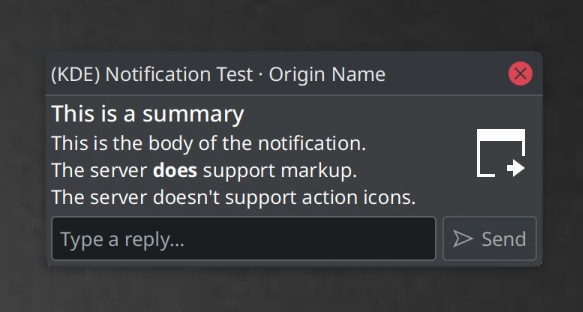 (KDE) Notification Test · Origin Name
This is a summary
This is the body of the notification.
The server does support markup.
The server doesn't support action icons.
Type a reply...
Send